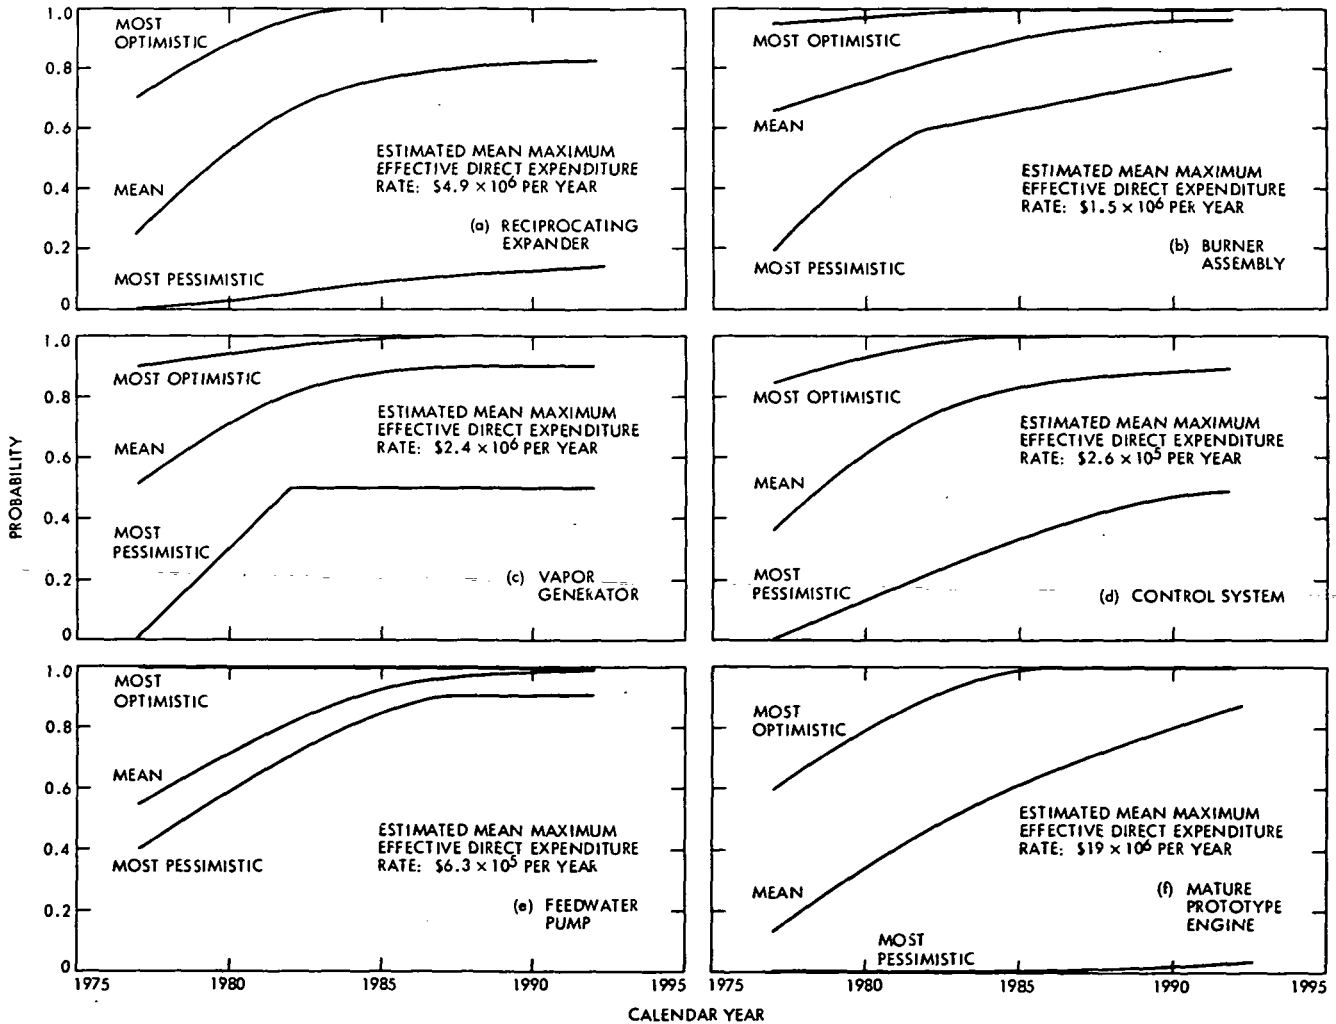 1.0
0.8
0.6
0.4
0.2
0
MOST
OPTIMISTIC
MEAN
MOST PESSIMISTIC
ESTIMATED MEAN MAXIMUM
EFFECTIVE DIRECT EXPENDITURE
RATE: $4.9 × 10⁶ PER YEAR
(a) RECIPROCATING
EXPANDER
MOST OPTIMISTIC
MEAN
MOST PESSIMISTIC
ESTIMATED MEAN MAXIMUM
EFFECTIVE DIRECT EXPENDITURE
RATE: $1.5 × 10⁶ PER YEAR
(b) BURNER
ASSEMBLY
PROBABILITY
1.0
0.8
0.6
0.4
0.2
0
MOST OPTIMISTIC
MEAN
MOST
PESSIMISTIC
ESTIMATED MEAN MAXIMUM
EFFECTIVE DIRECT EXPENDITURE
RATE: $2.4 × 10⁶ PER YEAR
(c) VAPOR
GENERATOR
MOST OPTIMISTIC
MEAN
MOST
PESSIMISTIC
ESTIMATED MEAN MAXIMUM
EFFECTIVE DIRECT EXPENDITURE
RATE: $2.6 × 10⁵ PER YEAR
(d) CONTROL SYSTEM
1.0
0.8
0.6
0.4
0.2
0
MOST
OPTIMISTIC
MEAN
MOST PESSIMISTIC
ESTIMATED MEAN MAXIMUM
EFFECTIVE DIRECT EXPENDITURE
RATE: $6.3 × 10⁵ PER YEAR
(e) FEEDWATER
PUMP
1975 1980 1985 1990 1995
MOST
OPTIMISTIC
MEAN
MOST
PESSIMISTIC
ESTIMATED MEAN MAXIMUM
EFFECTIVE DIRECT EXPENDITURE
RATE: $19 × 10⁶ PER YEAR
(f) MATURE
PROTOTYPE
ENGINE
1975 1980 1985 1990 1995
CALENDAR YEAR